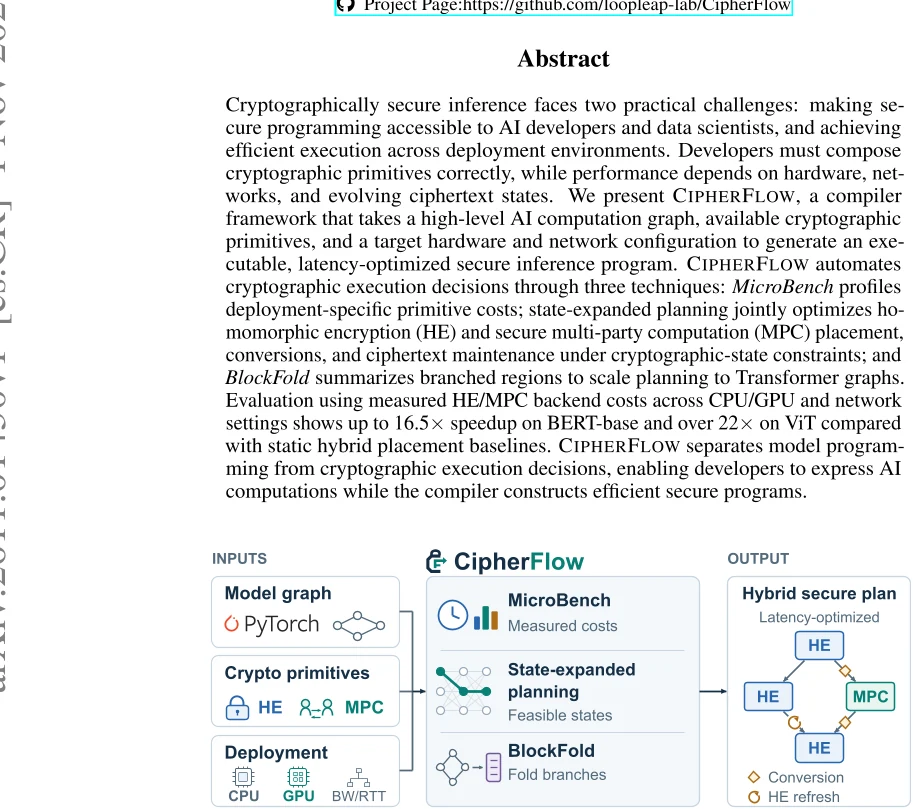 Project Page:https://github.com/loopleap-lab/CipherFlow
Abstract
Cryptographically secure inference faces two practical challenges: making se-
cure programming accessible to AI developers and data scientists, and achieving
efficient execution across deployment environments. Developers must compose
cryptographic primitives correctly, while performance depends on hardware, net-
works, and evolving ciphertext states. We present CIPHERFLOW, a compiler
framework that takes a high-level AI computation graph, available cryptographic
primitives, and a target hardware and network configuration to generate an exe-
cutable, latency-optimized secure inference program. CIPHERFLOW automates
cryptographic execution decisions through three techniques: MicroBench profiles
deployment-specific primitive costs; state-expanded planning jointly optimizes ho-
momorphic encryption (HE) and secure multi-party computation (MPC) placement,
conversions, and ciphertext maintenance under cryptographic-state constraints; and
BlockFold summarizes branched regions to scale planning to Transformer graphs.
Evaluation using measured HE/MPC backend costs across CPU/GPU and network
settings shows up to 16.5× speedup on BERT-base and over 22× on ViT compared
with static hybrid placement baselines. CIPHERFLOW separates model program-
ming from cryptographic execution decisions, enabling developers to express AI
computations while the compiler constructs efficient secure programs.
INPUTS
Model graph
PyTorch
Crypto primitives
HE MPC
Deployment
CPU GPU BW/RTT
CipherFlow
MicroBench
Measured costs
State-expanded
planning
Feasible states
BlockFold
Fold branches
OUTPUT
Hybrid secure plan
Latency-optimized
HE
HE MPC
HE
Conversion
HE refresh